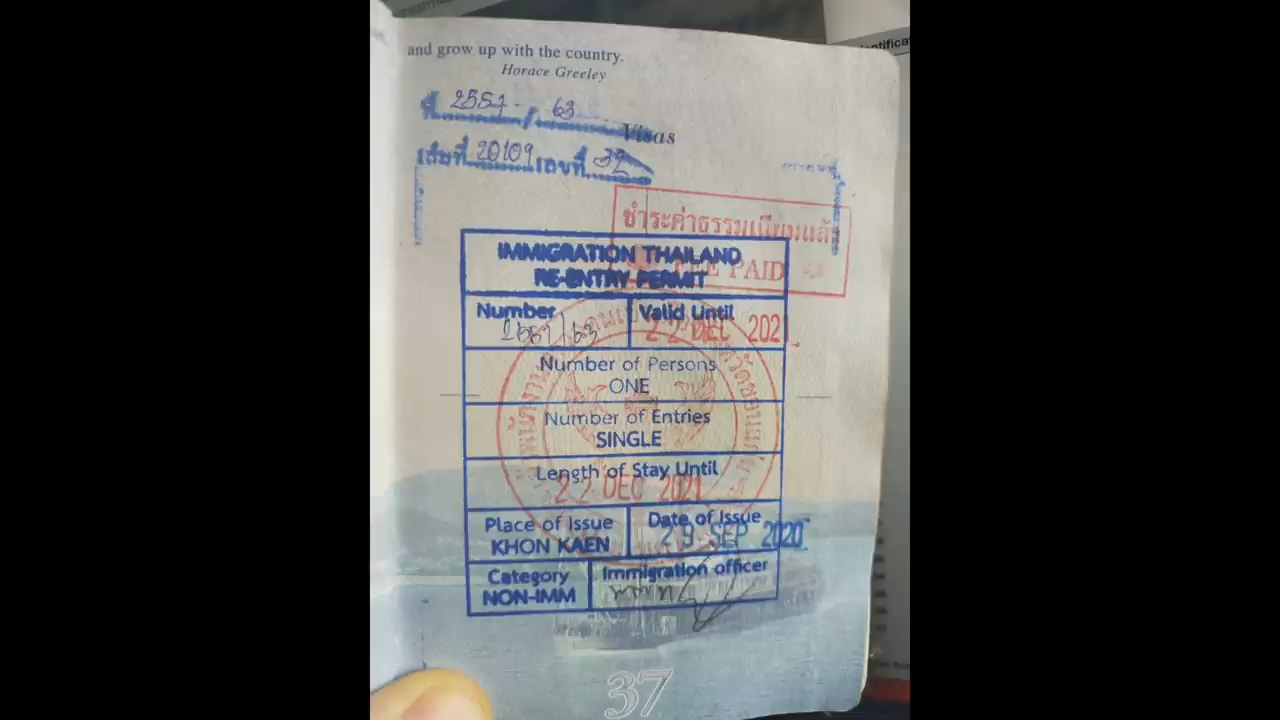 and grow up with the country.
Horace Greeley
ที่ 2557 / 63
Visas
เล่มที่ 20109 เลขที่ 39
ชำระค่าธรรมเนียมแล้ว
FEE PAID
IMMIGRATION THAILAND
RE-ENTRY PERMIT
Number
2557/63
Valid Until
22 DEC 2021
Number of Persons
ONE
Number of Entries
SINGLE
Length of Stay Until
22 DEC 2021
Place of Issue
KHON KAEN
Date of Issue
29 SEP 2020
Category
NON-IMM
Immigration officer
37